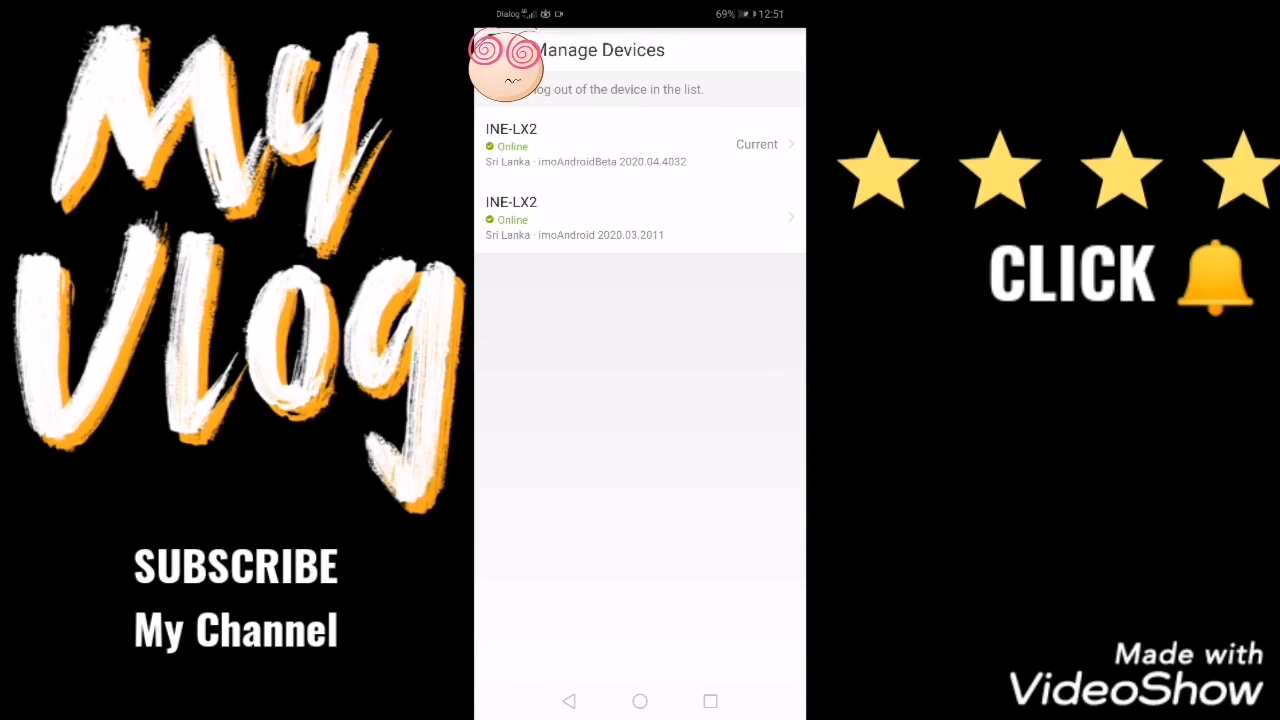 My
Vlog
SUBSCRIBE
My Channel
Dialog 69% 12:51
Manage Devices
log out of the device in the list.
INE-LX2
Online
Sri Lanka · imoAndroidBeta 2020.04.4032
Current
INE-LX2
Online
Sri Lanka · imoAndroid 2020.03.2011
CLICK
Made with
VideoShow